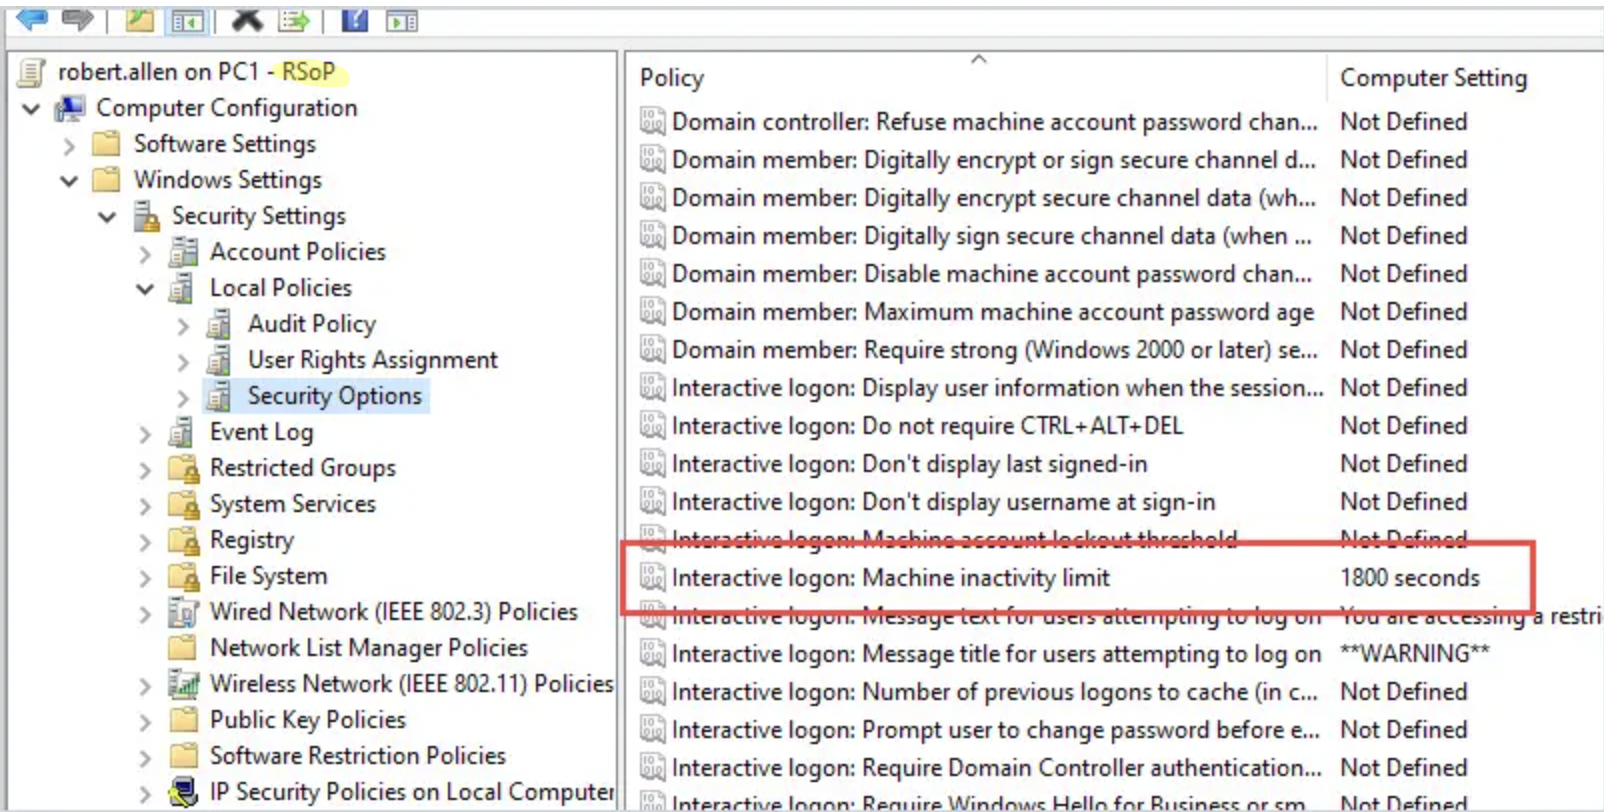 robert.allen on PC1 - RSoP
Computer Configuration
Software Settings
Windows Settings
Security Settings
Account Policies
Local Policies
Audit Policy
User Rights Assignment
Security Options
Event Log
Restricted Groups
System Services
Registry
File System
Wired Network (IEEE 802.3) Policies
Network List Manager Policies
Wireless Network (IEEE 802.11) Policies
Public Key Policies
Software Restriction Policies
IP Security Policies on Local Computer
Policy Computer Setting
Domain controller: Refuse machine account password chan... Not Defined
Domain member: Digitally encrypt or sign secure channel d... Not Defined
Domain member: Digitally encrypt secure channel data (wh... Not Defined
Domain member: Digitally sign secure channel data (when ... Not Defined
Domain member: Disable machine account password chan... Not Defined
Domain member: Maximum machine account password age Not Defined
Domain member: Require strong (Windows 2000 or later) se... Not Defined
Interactive logon: Display user information when the session... Not Defined
Interactive logon: Do not require CTRL+ALT+DEL Not Defined
Interactive logon: Don't display last signed-in Not Defined
Interactive logon: Don't display username at sign-in Not Defined
Interactive logon: Machine account lockout threshold Not Defined
Interactive logon: Machine inactivity limit 1800 seconds
Interactive logon: Message text for users attempting to log on You are accessing a restri
Interactive logon: Message title for users attempting to log on **WARNING**
Interactive logon: Number of previous logons to cache (in c... Not Defined
Interactive logon: Prompt user to change password before e... Not Defined
Interactive logon: Require Domain Controller authentication... Not Defined
Interactive logon: Require Windows Hello for Business or sm... Not Defined